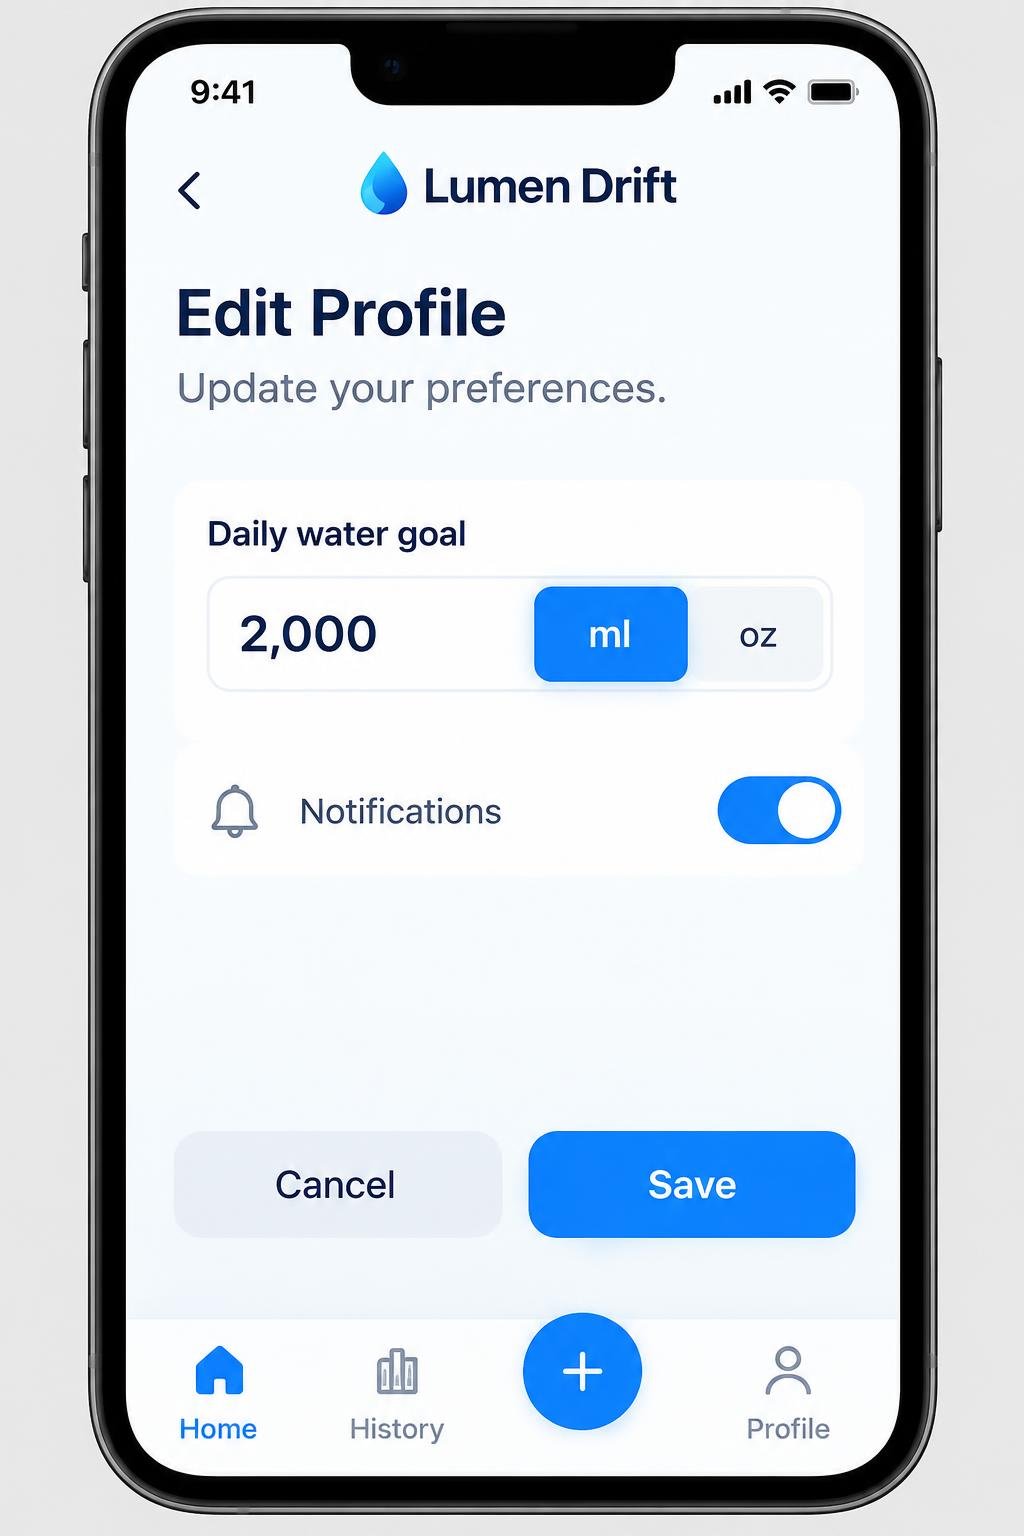 9:41
Lumen Drift
Edit Profile
Update your preferences.
Daily water goal
2,000 ml oz
Notifications
Cancel Save
Home History Profile